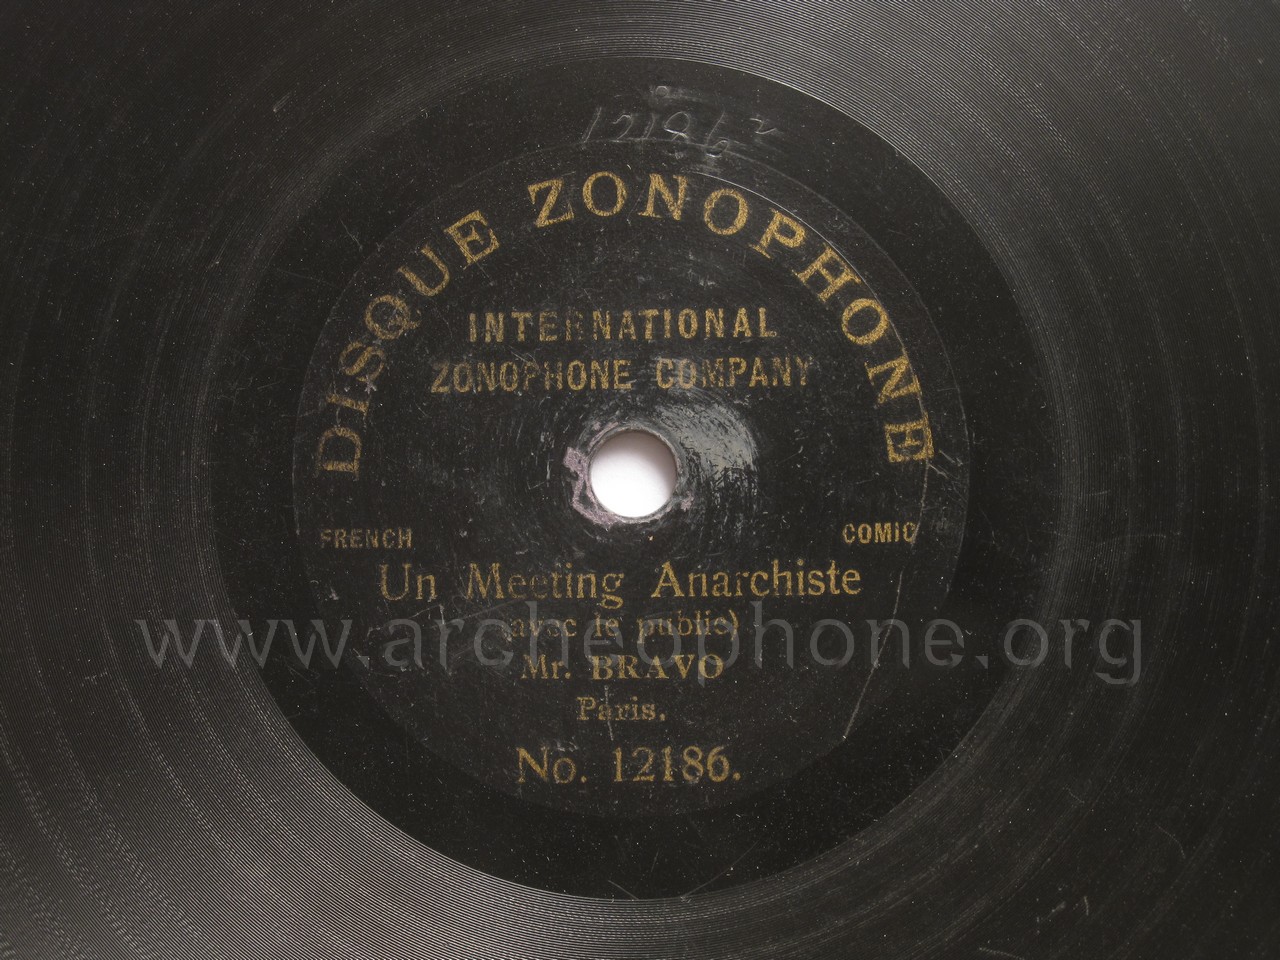 12186²
DISQUE ZONOPHONE
INTERNATIONAL
ZONOPHONE COMPANY
FRENCH
COMIC
Un Meeting Anarchiste
avec le public)
www.archeophone.org
Mr. BRAVO
Paris.
No. 12186.